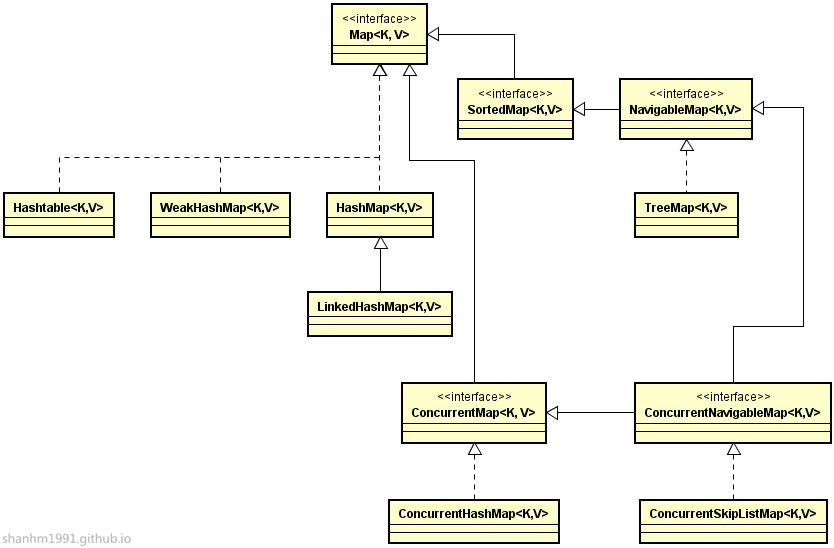 <<interface>>
Map<K, V>
<<interface>>
SortedMap<K,V>
<<interface>>
NavigableMap<K,V>
Hashtable<K,V>
WeakHashMap<K,V>
HashMap<K,V>
TreeMap<K,V>
LinkedHashMap<K,V>
<<interface>>
ConcurrentMap<K, V>
<<interface>>
ConcurrentNavigableMap<K,V>
ConcurrentHashMap<K,V>
ConcurrentSkipListMap<K,V>
shanhm1991.github.io